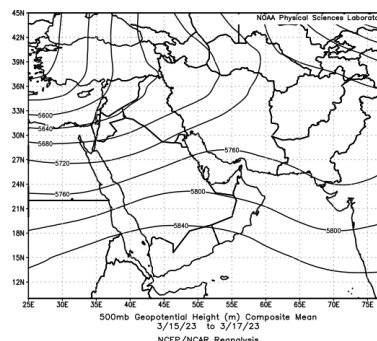 NOAA Physical Sciences Laborato
45N
42N
39N
36N
33N
30N
27N
24N
21N
18N
15N
12N
5600
5640
5680
5720
5760
5760
5800
5840
5800
25E 30E 35E 40E 45E 50E 55E 60E 65E 70E 75E
500mb Geopotential Height (m) Composite Mean
3/15/23 to 3/17/23
NCEP/NCAR Reanalysis